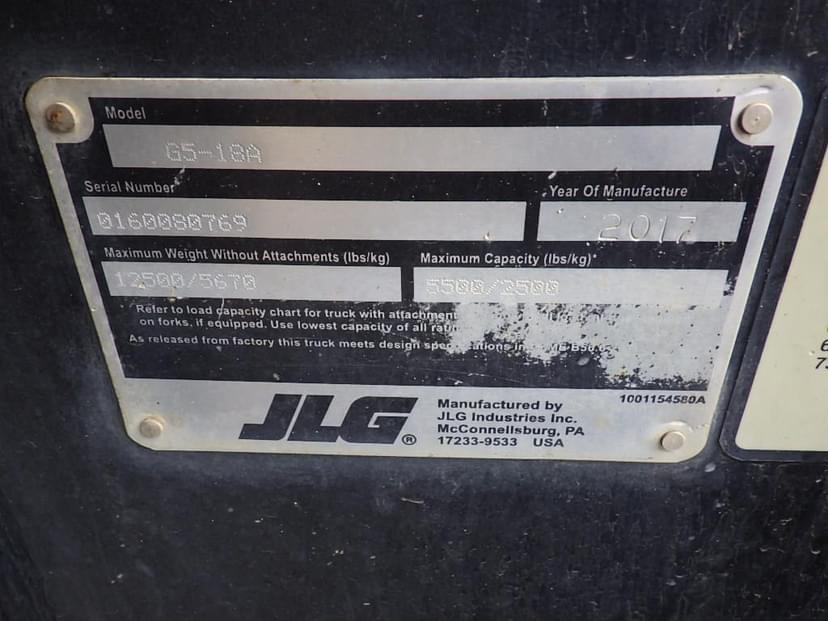 Model
G5-18A
Serial Number
Year Of Manufacture
0160080769
2017
Maximum Weight Without Attachments (lbs/kg)
Maximum Capacity (lbs/kg)*
12500/5670
5500/2500
* Refer to load capacity chart for truck with attachment
on forks, if equipped. Use lowest capacity of all
As released from factory this truck meets design specifications
JLG®
Manufactured by
JLG Industries Inc.
McConnellsburg, PA
17233-9533 USA
1001154580A